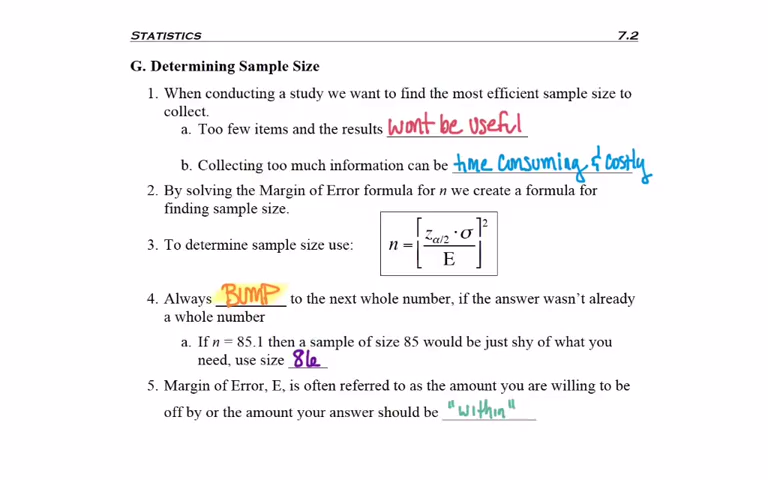 STATISTICS 7.2
G. Determining Sample Size
1. When conducting a study we want to find the most efficient sample size to
collect.
a. Too few items and the results wont be useful
b. Collecting too much information can be time consuming & costly
2. By solving the Margin of Error formula for n we create a formula for
finding sample size.
3. To determine sample size use: n = [z_{α/2} · σ / E]^2
4. Always BUMP to the next whole number, if the answer wasn't already
a whole number
a. If n = 85.1 then a sample of size 85 would be just shy of what you
need, use size 86
5. Margin of Error, E, is often referred to as the amount you are willing to be
off by or the amount your answer should be "within"